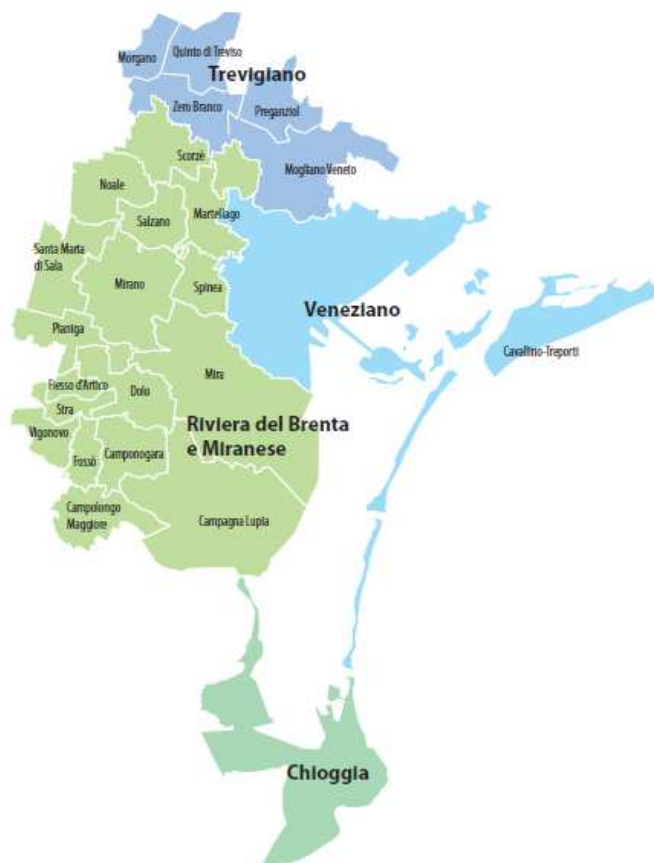 Morgano
Quinto di Treviso
Trevigiano
Zero Branco
Preganziol
Scorzè
Mogliano Veneto
Noale
Martellago
Salzano
Santa Maria
di Sala
Mirano
Spinea
Veneziano
Pianiga
Cavallino-Treporti
Mira
Fiesso d'Artico
Dolo
Stra
Riviera del Brenta
e Miranese
Vigonovo
Camponogara
Fossò
Campolongo
Maggiore
Campagna Lupia
Chioggia